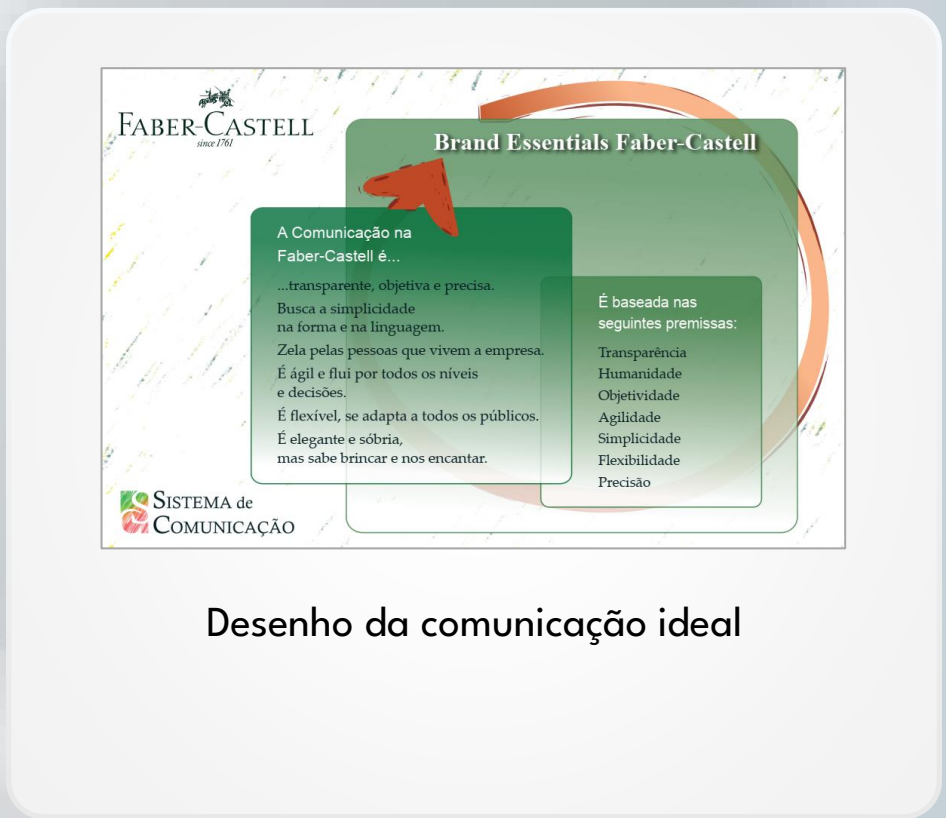 FABER-CASTELL
since 1761
Brand Essentials Faber-Castell
A Comunicação na
Faber-Castell é...
...transparente, objetiva e precisa.
Busca a simplicidade
na forma e na linguagem.
Zela pelas pessoas que vivem a empresa.
É ágil e flui por todos os níveis
e decisões.
É flexível, se adapta a todos os públicos.
É elegante e sóbria,
mas sabe brincar e nos encantar.
É baseada nas
seguintes premissas:
Transparência
Humanidade
Objetividade
Agilidade
Simplicidade
Flexibilidade
Precisão
SISTEMA de
COMUNICAÇÃO
Desenho da comunicação ideal